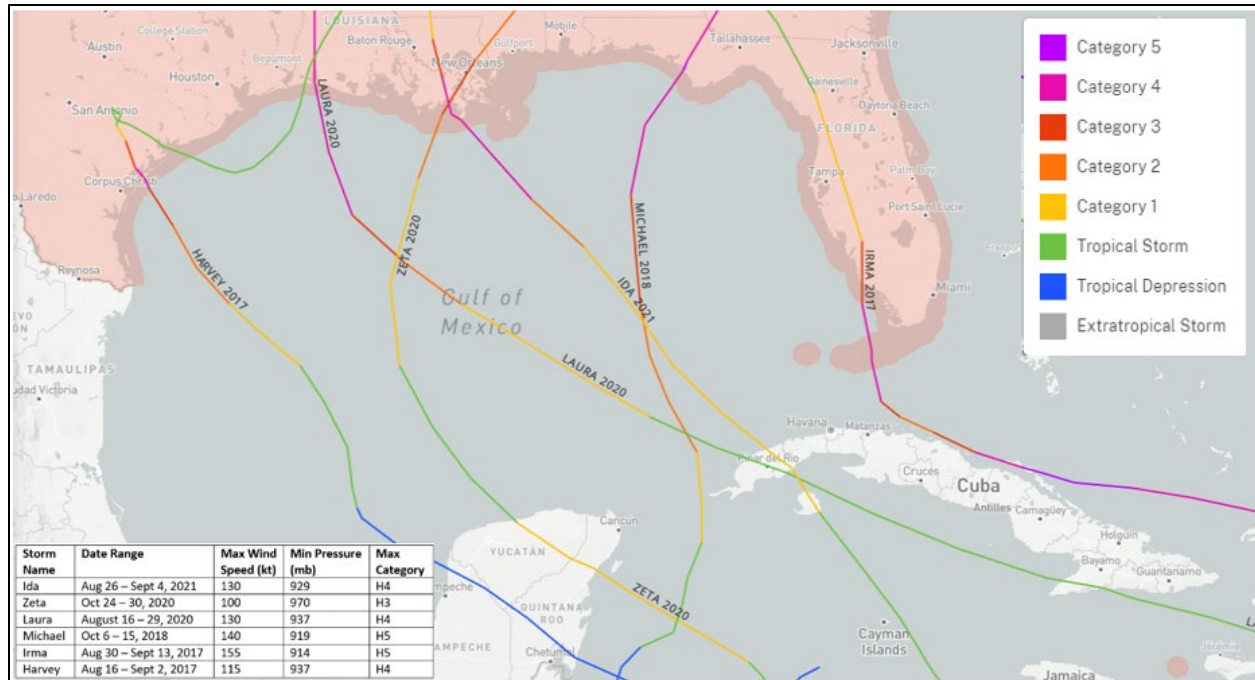 LOUISIANA
College Station
Austin
Beaumont
Baton Rouge
Gulfport
Mobile
Tallahassee
Jacksonville
Houston
New Orleans
San Antonio
Gainesville
Daytona Beach
FLORIDA
LAURA 2020
Corpus Christi
Laredo
Tampa
Palm Bay
Port Saint Lucie
Reynosa
HARVEY 2017
ZETA 2020
MICHAEL 2018
IDA 2021
IRMA 2017
Miami
Gulf of
Mexico
TAMAULIPAS
Ciudad Victoria
LAURA 2020
Havana
Matanzas
Pinar del Rio
Cruces
Cuba
Antilles
Camagüey
Holguin
Bayamo
Guantanamo
Cancún
YUCATÁN
QUINTANA
ROO
ZETA 2020
Cayman
Islands
Chetumal
Jérémie
Jamaica
Category 5
Category 4
Category 3
Category 2
Category 1
Tropical Storm
Tropical Depression
Extratropical Storm
Storm Name Date Range Max Wind Speed (kt) Min Pressure (mb) Max Category
Ida Aug 26 – Sept 4, 2021 130 929 H4
Zeta Oct 24 – 30, 2020 100 970 H3
Laura August 16 – 29, 2020 130 937 H4
Michael Oct 6 – 15, 2018 140 919 H5
Irma Aug 30 – Sept 13, 2017 155 914 H5
Harvey Aug 16 – Sept 2, 2017 115 937 H4